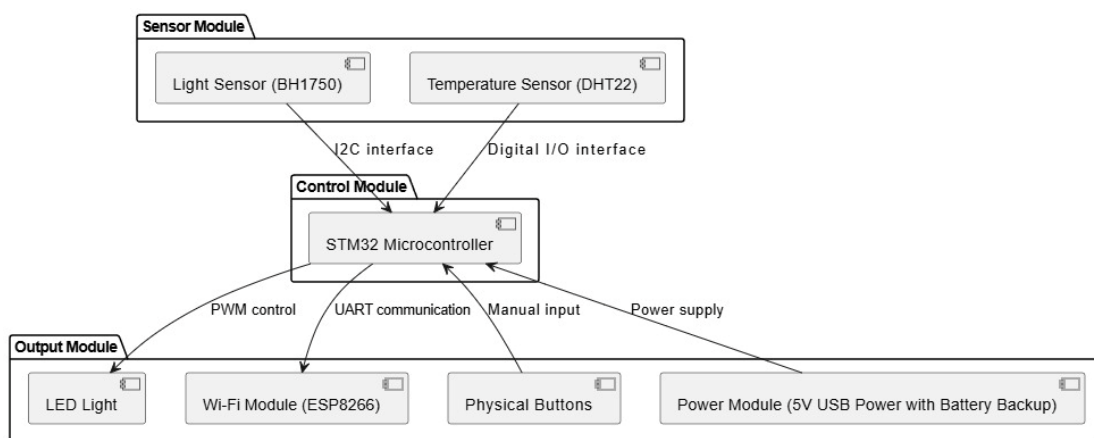 Sensor Module
Light Sensor (BH1750)
Temperature Sensor (DHT22)
I2C interface
Digital I/O interface
Control Module
STM32 Microcontroller
PWM control
UART communication
Manual input
Power supply
Output Module
LED Light
Wi-Fi Module (ESP8266)
Physical Buttons
Power Module (5V USB Power with Battery Backup)